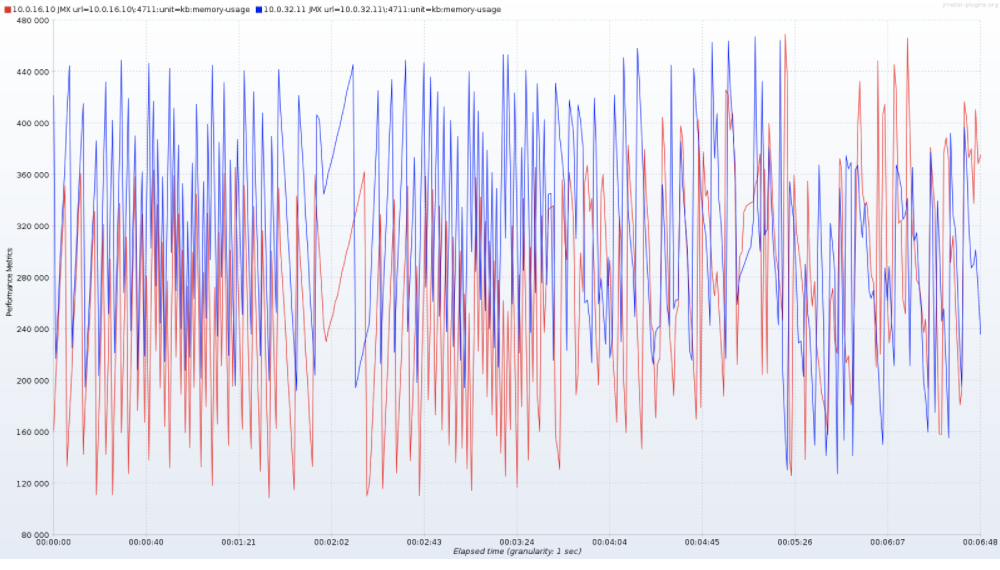 10.0.16.10 JMX url=10.0.16.10\:4711:unit=kb:memory-usage 10.0.32.11 JMX url=10.0.32.11\:4711:unit=kb:memory-usage
jmeter-plugins.org
480 000
440 000
400 000
360 000
320 000
280 000
240 000
200 000
160 000
120 000
80 000
Performance Metrics
00:00:00 00:00:40 00:01:21 00:02:02 00:02:43 00:03:24 00:04:04 00:04:45 00:05:26 00:06:07 00:06:48
Elapsed time (granularity: 1 sec)